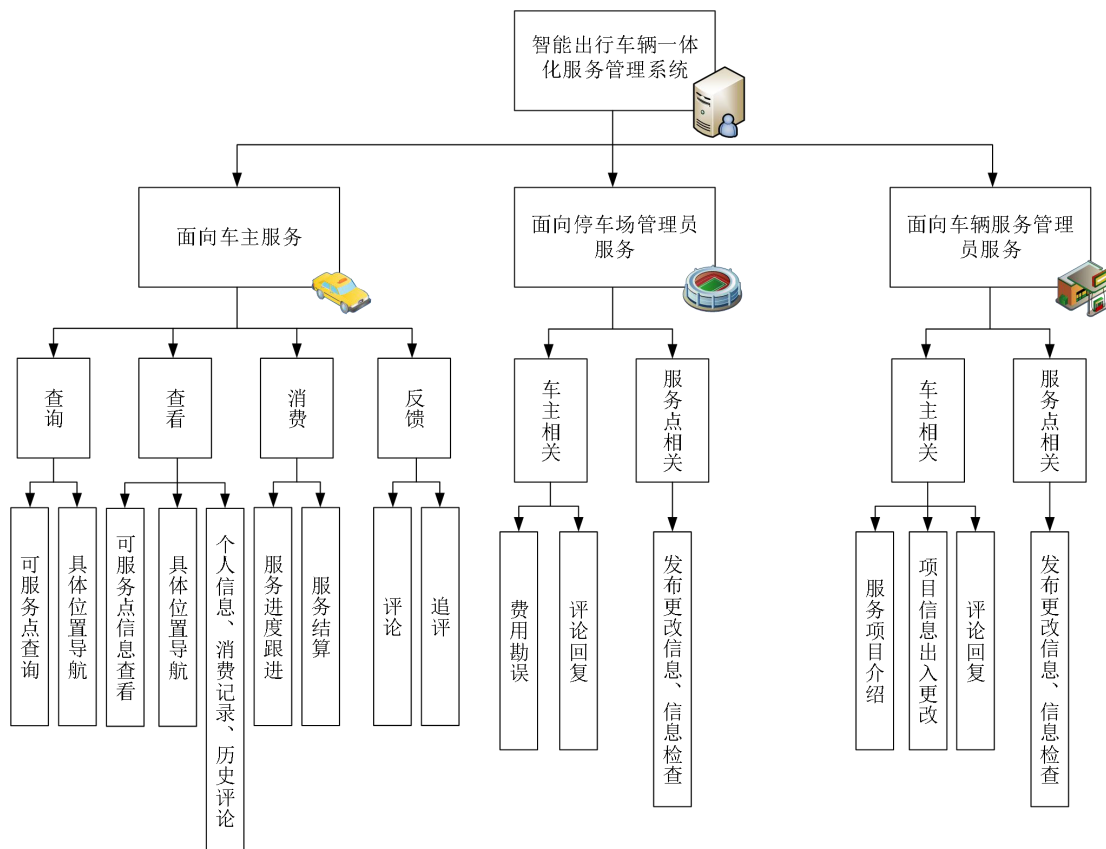 智能出行车辆一体
化服务管理系统
面向车主服务
面向停车场管理员
服务
面向车辆服务管理
员服务
查询
查看
消费
反馈
车主相关
服务点相关
车主相关
服务点相关
可服务点查询
具体位置导航
可服务点信息查看
具体位置导航
个人信息、消费记录、历史评论
服务进度跟进
服务结算
评论
追评
费用勘误
评论回复
发布更改信息、信息检查
服务项目介绍
项目信息出入更改
评论回复
发布更改信息、信息检查